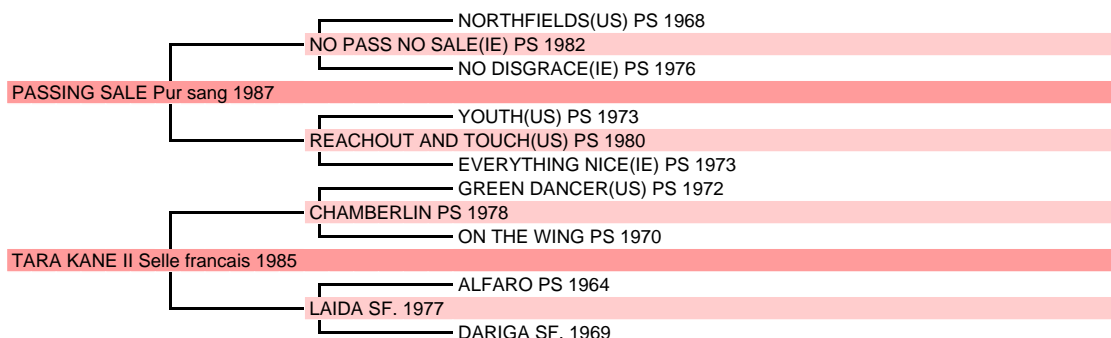 NORTHFIELDS(US) PS 1968
NO PASS NO SALE(IE) PS 1982
NO DISGRACE(IE) PS 1976
PASSING SALE Pur sang 1987
YOUTH(US) PS 1973
REACHOUT AND TOUCH(US) PS 1980
EVERYTHING NICE(IE) PS 1973
GREEN DANCER(US) PS 1972
CHAMBERLIN PS 1978
ON THE WING PS 1970
TARA KANE II Selle francais 1985
ALFARO PS 1964
LAIDA SF. 1977
DARIGA SF. 1969